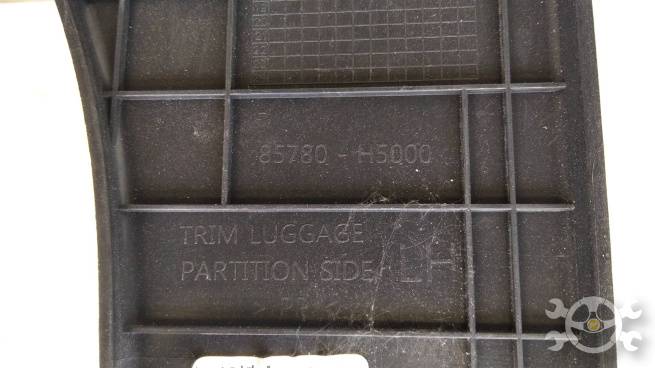 85780 - H5000
TRIM LUGGAGE
PARTITION SIDE LH